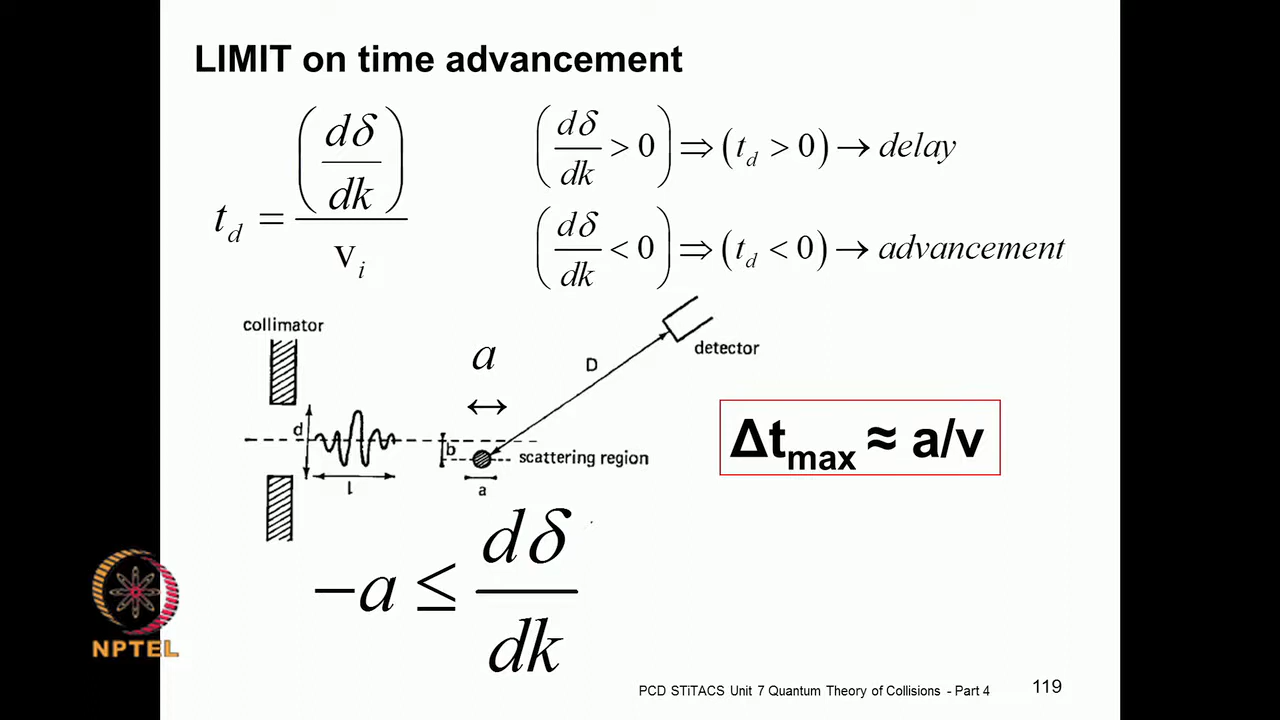 LIMIT on time advancement
t_d = (dδ/dk) / v_i
(dδ/dk > 0) ⇒ (t_d > 0) → delay
(dδ/dk < 0) ⇒ (t_d < 0) → advancement
collimator
a
D
detector
d
b
scattering region
l
a
Δt_max ≈ a/v
−a ≤ dδ/dk
NPTEL
PCD STiTACS Unit 7 Quantum Theory of Collisions - Part 4
119